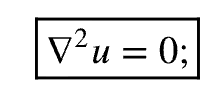 ∇²u = 0;